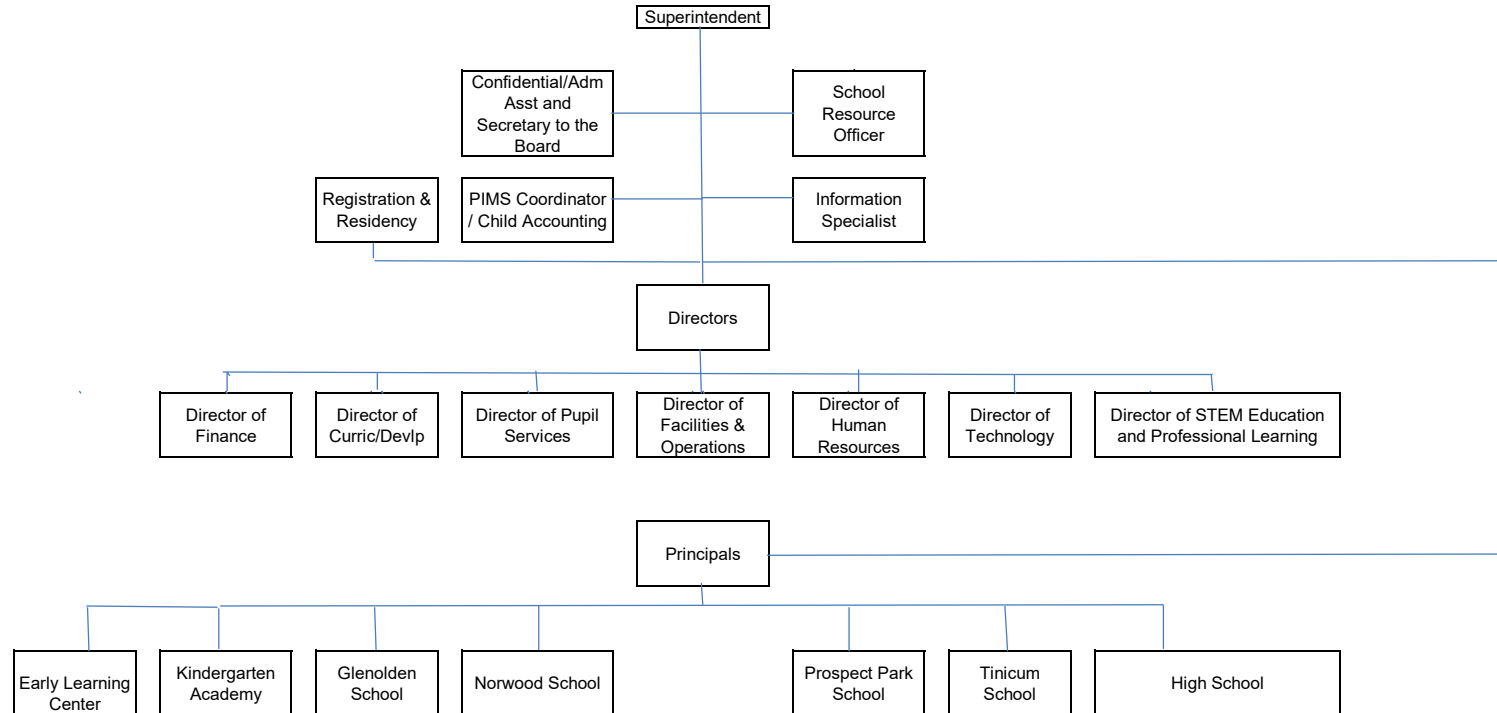 Superintendent
Confidential/Adm
Asst and
Secretary to the
Board
School
Resource
Officer
Registration &
Residency
PIMS Coordinator
/ Child Accounting
Information
Specialist
Directors
Director of
Finance
Director of
Curric/Devlp
Director of Pupil
Services
Director of
Facilities &
Operations
Director of
Human
Resources
Director of
Technology
Director of STEM Education
and Professional Learning
Principals
Early Learning
Center
Kindergarten
Academy
Glenolden
School
Norwood School
Prospect Park
School
Tinicum
School
High School